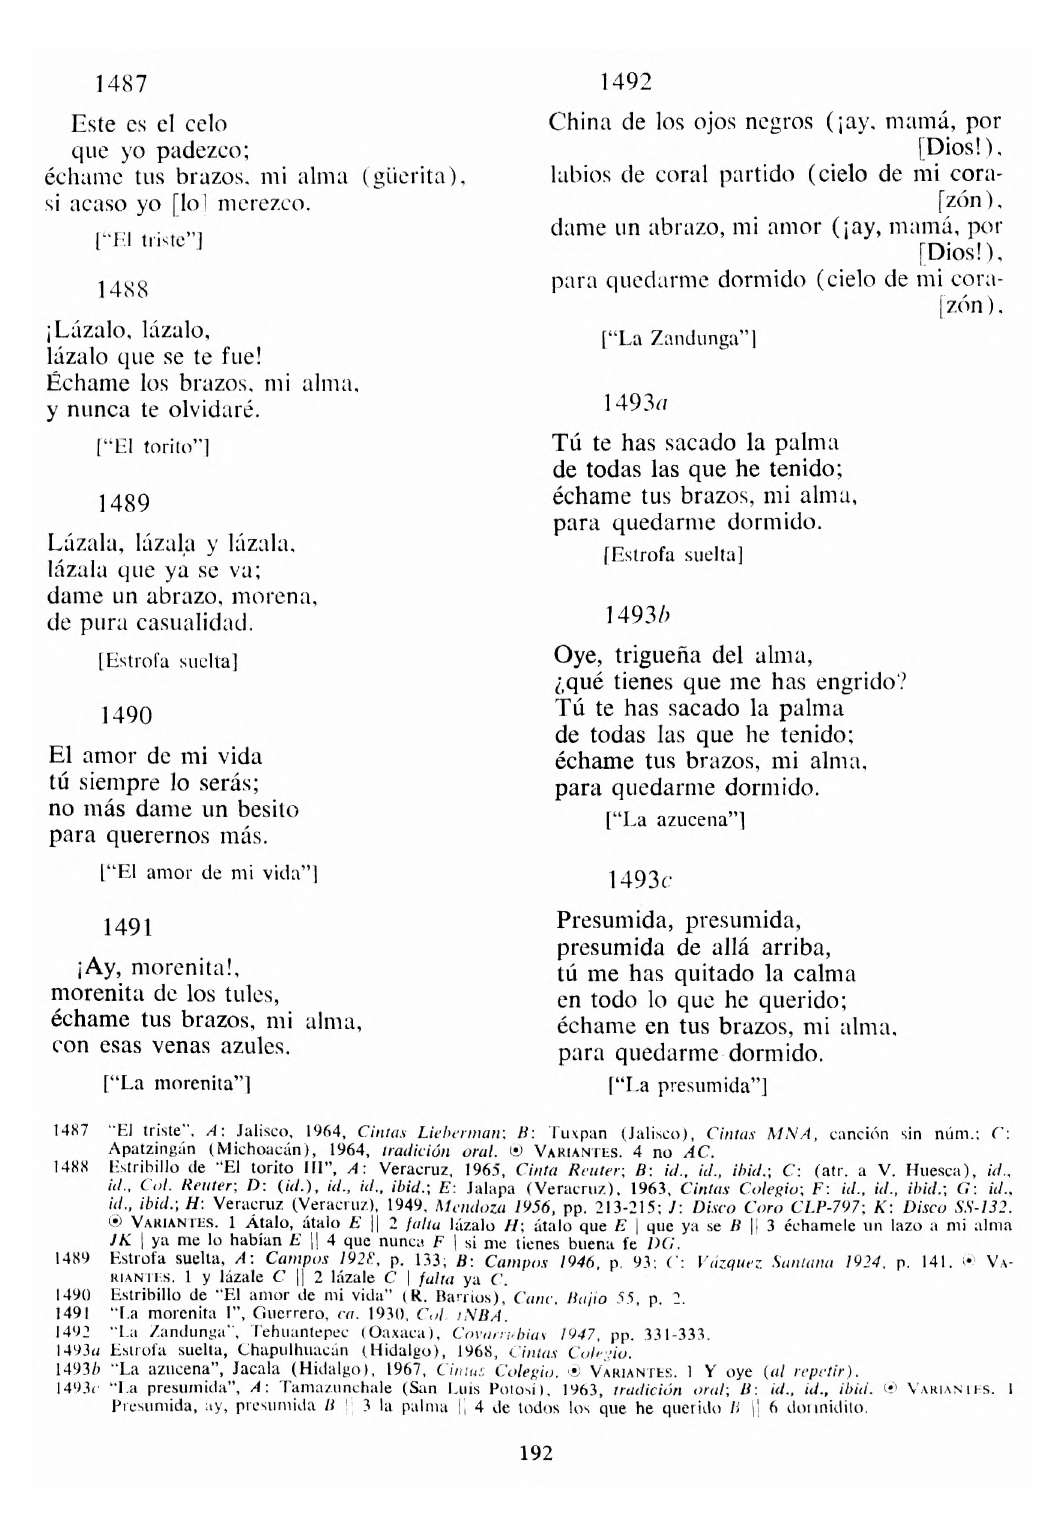 1487
Este es el celo
que yo padezco;
échame tus brazos, mi alma (güerita),
si acaso yo [lo] merezco.
["El triste"]
1488
¡Lázalo, lázalo,
lázalo que se te fue!
Échame los brazos, mi alma,
y nunca te olvidaré.
["El torito"]
1489
Lázala, lázala y lázala,
lázala que ya se va;
dame un abrazo, morena,
de pura casualidad.
[Estrofa suelta]
1490
El amor de mi vida
tú siempre lo serás;
no más dame un besito
para querernos más.
["El amor de mi vida"]
1491
¡Ay, morenita!,
morenita de los tules,
échame tus brazos, mi alma,
con esas venas azules.
["La morenita"]
1492
China de los ojos negros (¡ay, mamá, por
[Dios!),
labios de coral partido (cielo de mi cora-
[zón),
dame un abrazo, mi amor (¡ay, mamá, por
[Dios!),
para quedarme dormido (cielo de mi cora-
[zón).
["La Zandunga"]
1493a
Tú te has sacado la palma
de todas las que he tenido;
échame tus brazos, mi alma,
para quedarme dormido.
[Estrofa suelta]
1493b
Oye, trigueña del alma,
¿qué tienes que me has engrido?
Tú te has sacado la palma
de todas las que he tenido;
échame tus brazos, mi alma,
para quedarme dormido.
["La azucena"]
1493c
Presumida, presumida,
presumida de allá arriba,
tú me has quitado la calma
en todo lo que he querido;
échame en tus brazos, mi alma,
para quedarme dormido.
["La presumida"]
1487 "El triste", A: Jalisco, 1964, Cintas Lieberman; B: Tuxpan (Jalisco), Cintas MNA, canción sin núm.; C:
Apatzingán (Michoacán), 1964, tradición oral. ⊙ VARIANTES. 4 no AC.
1488 Estribillo de "El torito III", A: Veracruz, 1965, Cinta Reuter; B: id., id., ibid.; C: (atr. a V. Huesca), id.,
id., Col. Reuter; D: (id.), id., id., ibid.; E: Jalapa (Veracruz), 1963, Cintas Colegio; F: id., id., ibid.; G: id.,
id., ibid.; H: Veracruz (Veracruz), 1949, Mendoza 1956, pp. 213-215; J: Disco Coro CLP-797; K: Disco SS-132.
⊙ VARIANTES. 1 Átalo, átalo E || 2 falta lázalo H; átalo que E | que ya se B || 3 échamele un lazo a mi alma
JK | ya me lo habían E || 4 que nunca F | si me tienes buena fe DG.
1489 Estrofa suelta, A: Campos 1928, p. 133; B: Campos 1946, p. 93; C: Vázquez Santana 1924, p. 141. ⊙ VA-
RIANTES. 1 y lázale C || 2 lázale C | falta ya C.
1490 Estribillo de "El amor de mi vida" (R. Barrios), Canc. Bajío 55, p. 2.
1491 "La morenita I", Guerrero, ca. 1930, Col. INBA.
1492 "La Zandunga", Tehuantepec (Oaxaca), Covarrubias 1947, pp. 331-333.
1493a Estrofa suelta, Chapulhuacán (Hidalgo), 1968, Cintas Colegio.
1493b "La azucena", Jacala (Hidalgo), 1967, Cintas Colegio. ⊙ VARIANTES. 1 Y oye (al repetir).
1493c "La presumida", A: Tamazunchale (San Luis Potosí), 1963, tradición oral; B: id., id., ibid. ⊙ VARIANTES. 1
Presumida, ay, presumida B || 3 la palma || 4 de todos los que he querido B || 6 dormidito.
192